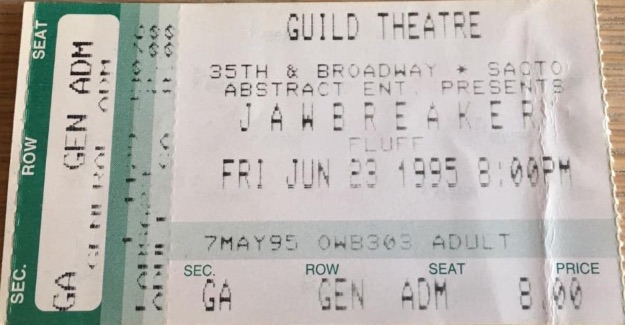 GUILD THEATRE
35TH & BROADWAY * SACTO
ABSTRACT ENT. PRESENTS
JAWBREAKER
FLUFF
FRI JUN 23 1995 8:00PM
7MAY95 OWB303 ADULT
SEC. ROW SEAT PRICE
GA GEN ADM 8.00
SEC. ROW SEAT
GA GEN ADM